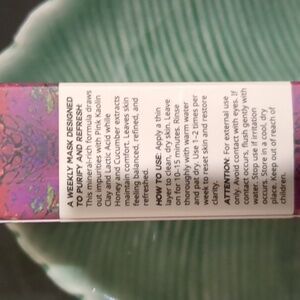 A WEEKLY MASK DESIGNED
TO PURIFY AND REFRESH:
This mineral-rich formula draws
out impurities with Pink Kaolin
Clay and Lactic Acid while
Honey and Cucumber extracts
maintain comfort. Leaves skin
feeling balanced, refined, and
refreshed.
HOW TO USE: Apply a thin
layer to clean, dry skin. Leave
on for 10–15 minutes. Rinse
thoroughly with warm water
and pat dry. Use 1–2 times per
week to reset skin and restore
clarity.
ATTENTION: For external use
only. Avoid contact with eyes. If
contact occurs, flush gently with
water. Stop use if irritation
occurs. Store in a cool, dry
place. Keep out of reach of
children.